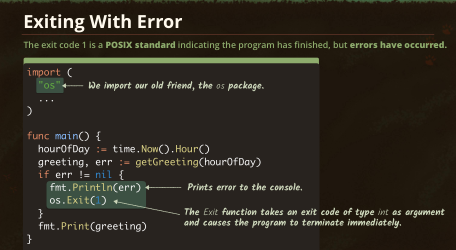 Exiting With Error
The exit code 1 is a POSIX standard indicating the program has finished, but errors have occurred.
import (
"os" We import our old friend, the os package.
...
)
func main() {
hourOfDay := time.Now().Hour()
greeting, err := getGreeting(hourOfDay)
if err != nil {
fmt.Println(err) Prints error to the console.
os.Exit(1)
The Exit function takes an exit code of type int as argument
} and causes the program to terminate immediately.
fmt.Print(greeting)
}